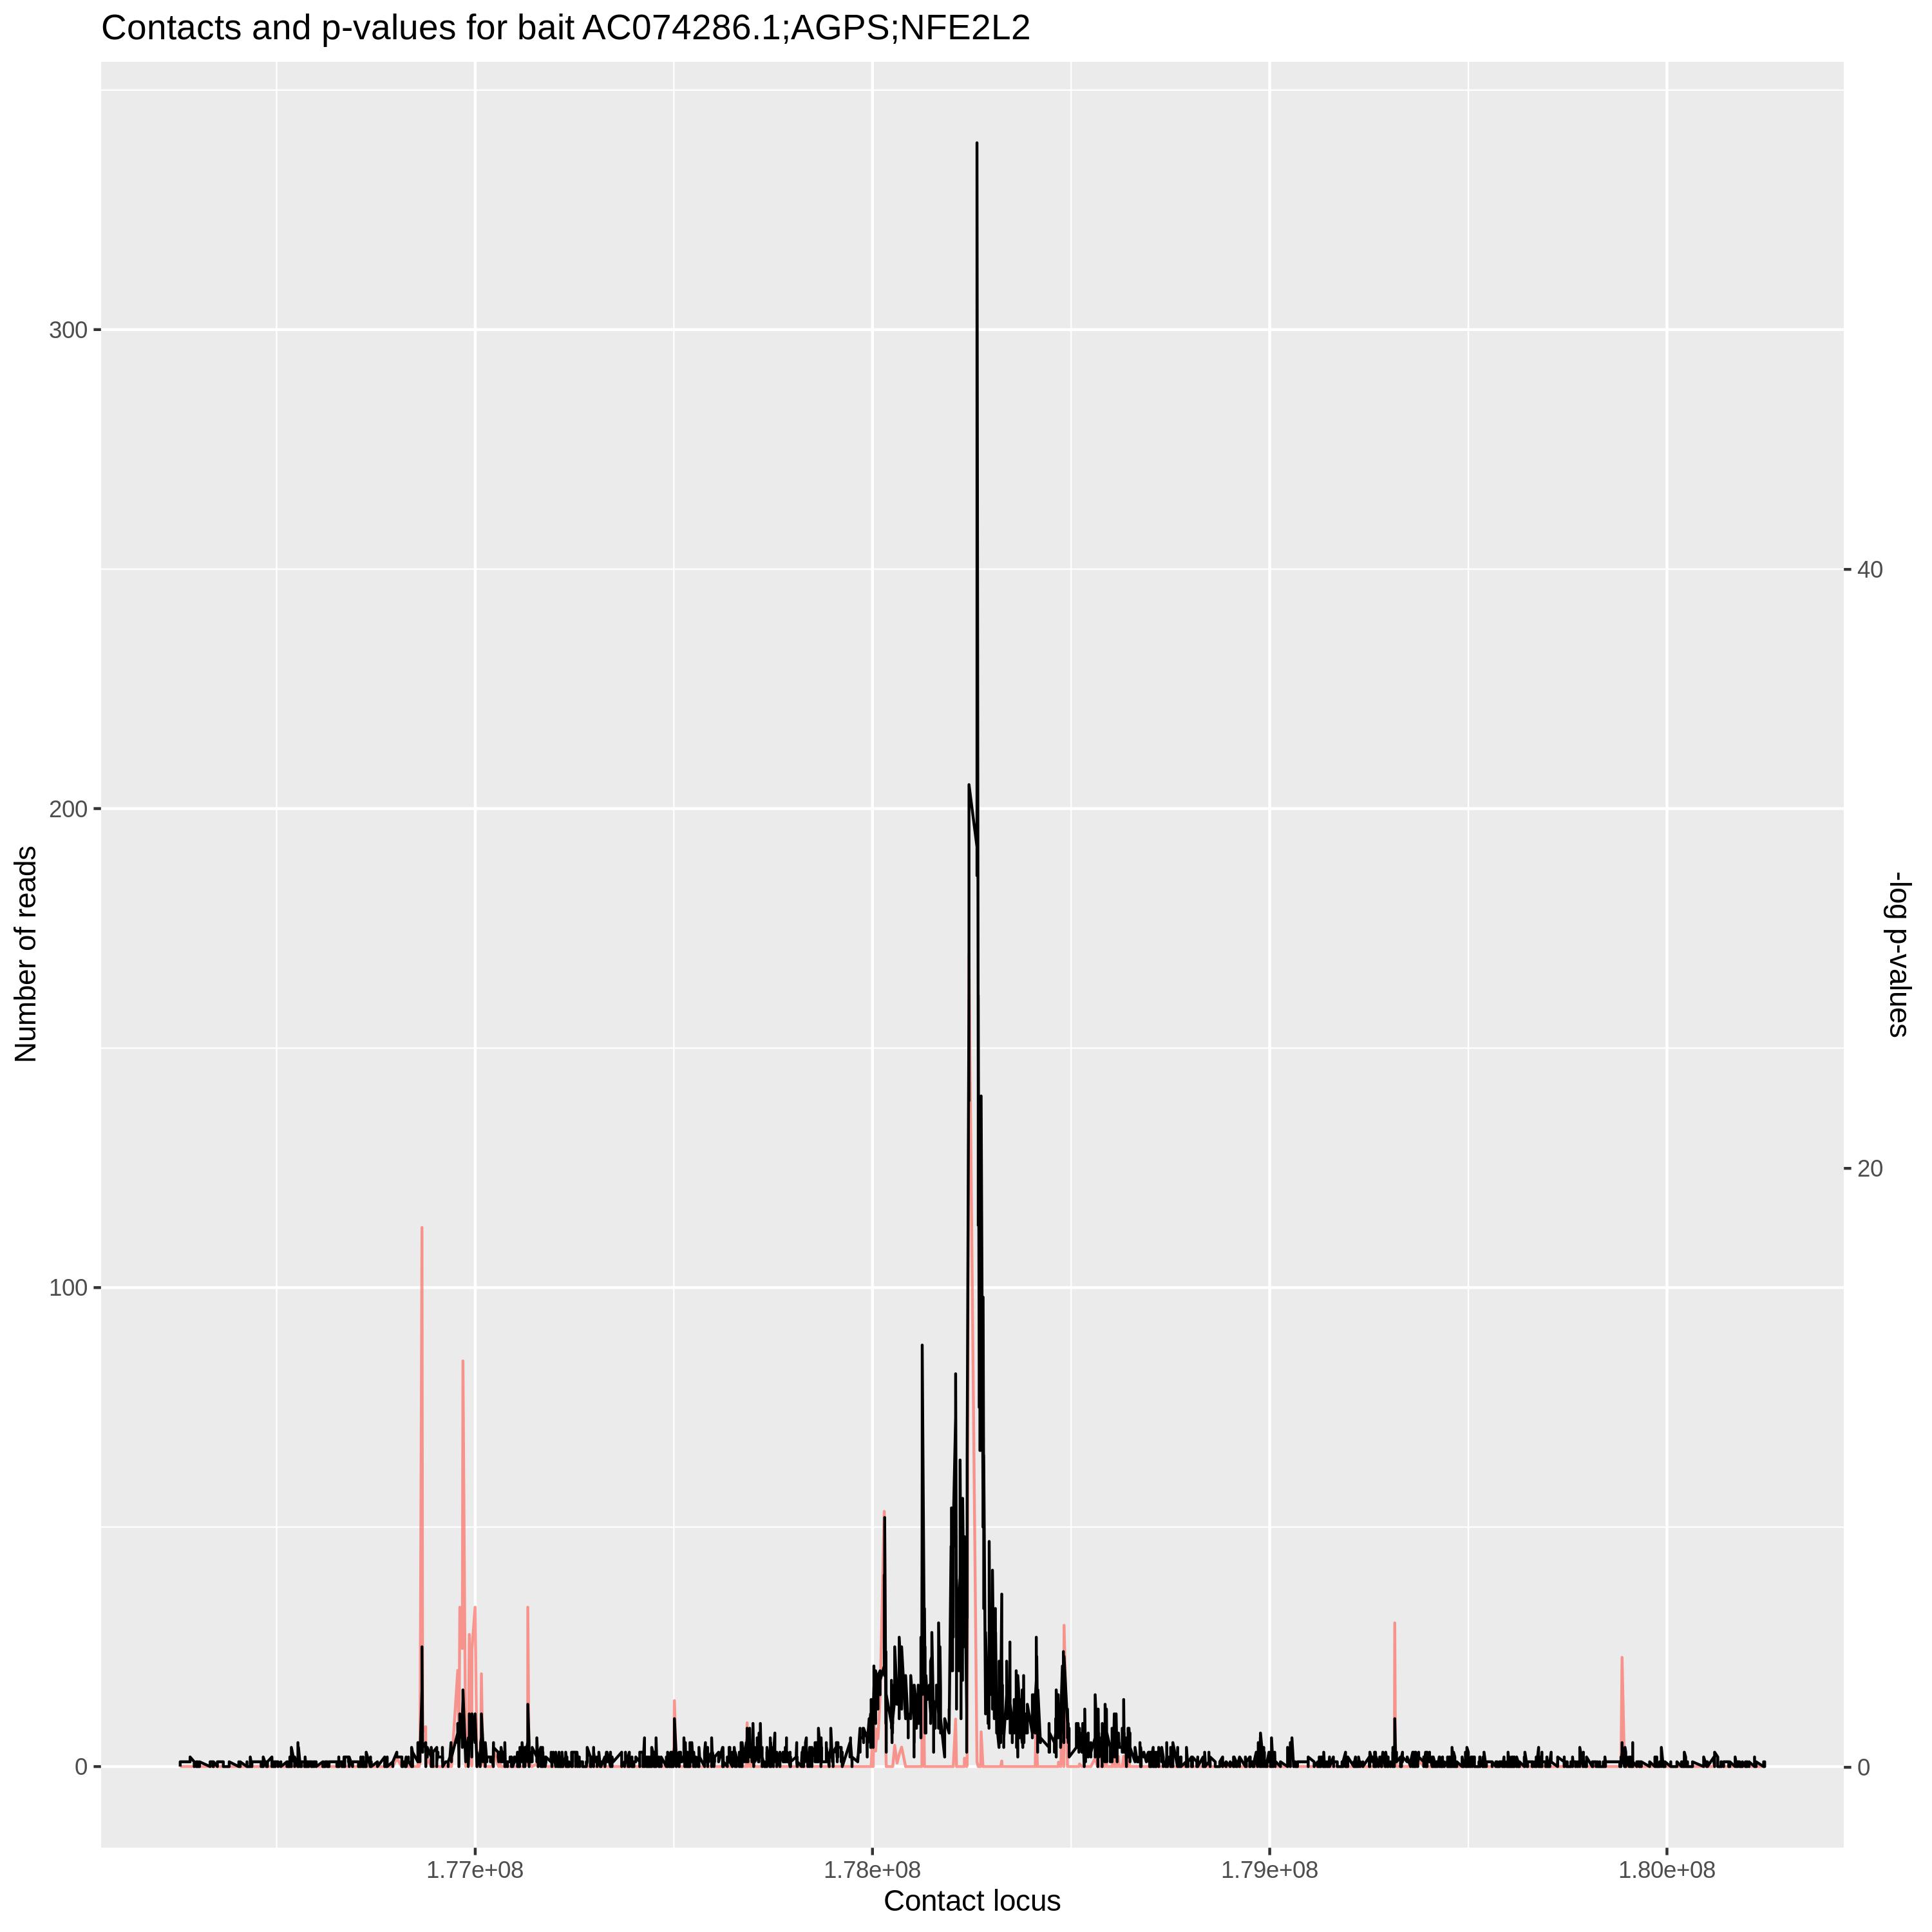 Contacts and p-values for bait AC074286.1;AGPS;NFE2L2
300
200
100
0
Number of reads
40
20
0
-log p-values
1.77e+08
1.78e+08
1.79e+08
1.80e+08
Contact locus